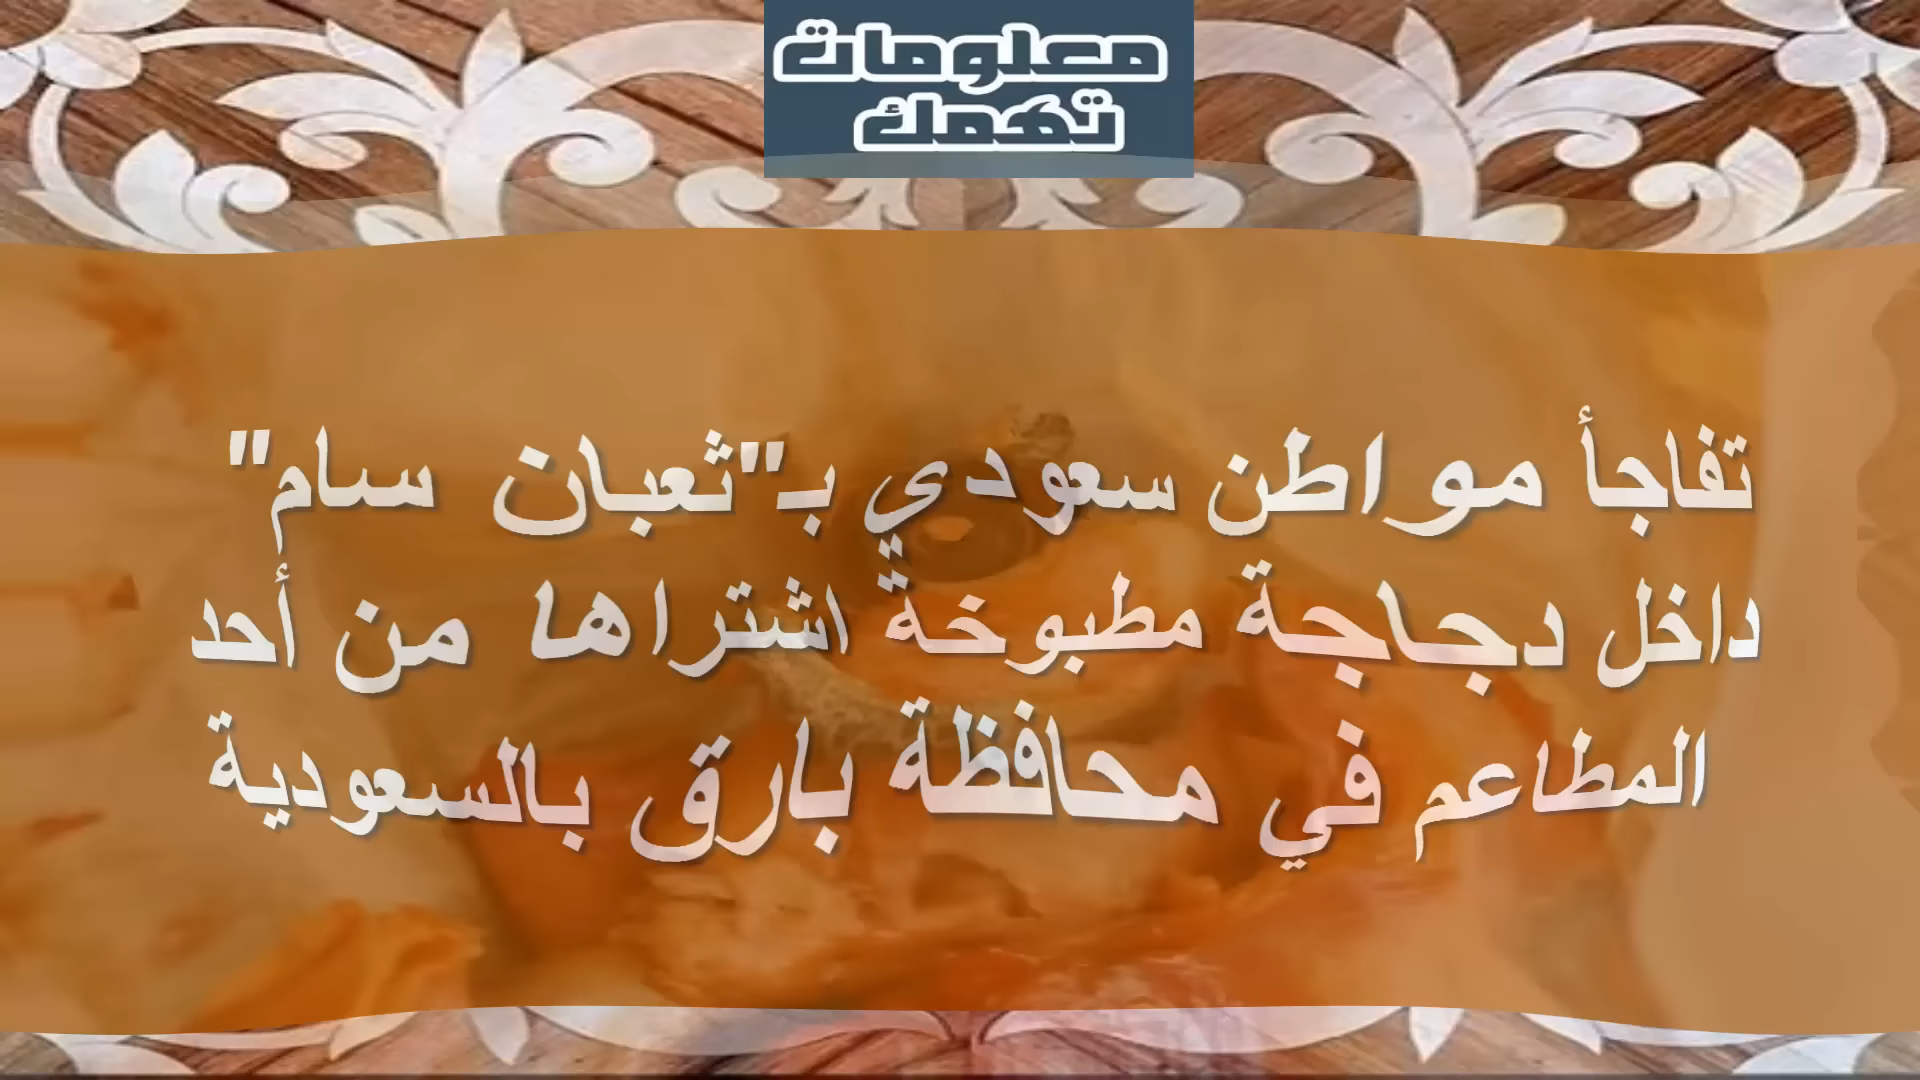 معلومات
تهمك
تفاجأ مواطن سعودي بـ"ثعبان سام"
داخل دجاجة مطبوخة اشتراها من أحد
المطاعم في محافظة بارق بالسعودية